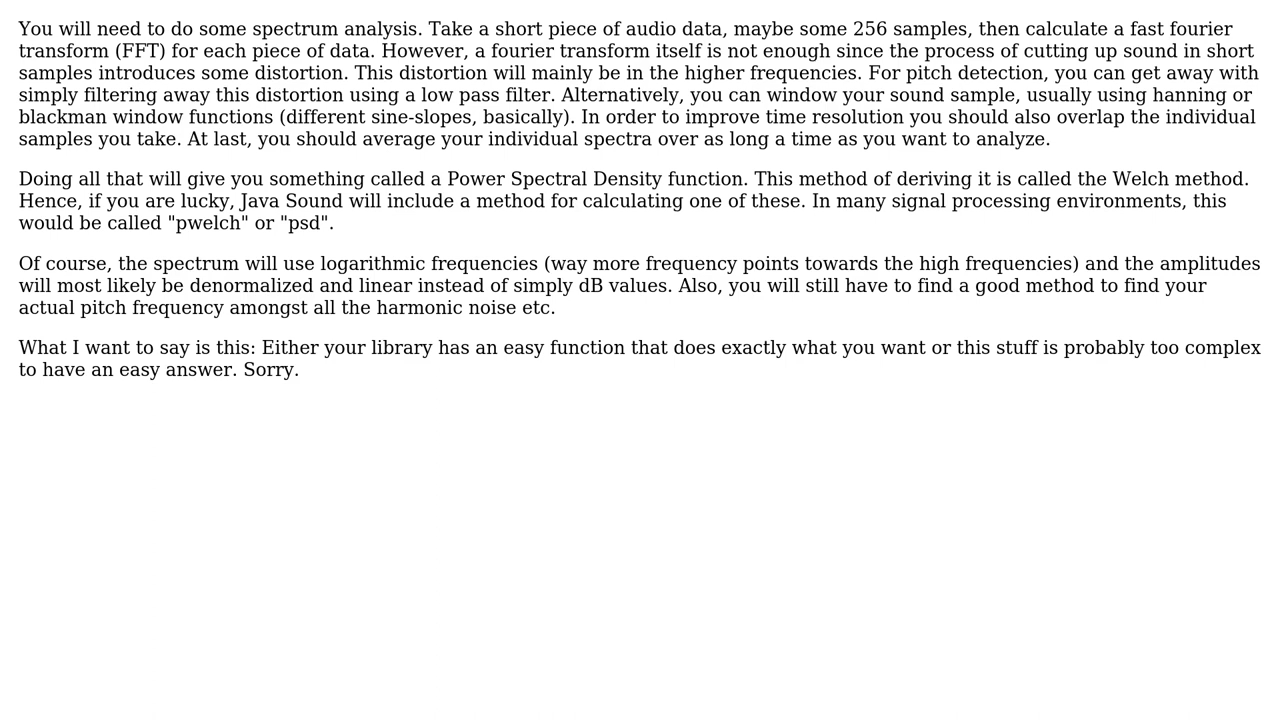 You will need to do some spectrum analysis. Take a short piece of audio data, maybe some 256 samples, then calculate a fast fourier
transform (FFT) for each piece of data. However, a fourier transform itself is not enough since the process of cutting up sound in short
samples introduces some distortion. This distortion will mainly be in the higher frequencies. For pitch detection, you can get away with
simply filtering away this distortion using a low pass filter. Alternatively, you can window your sound sample, usually using hanning or
blackman window functions (different sine-slopes, basically). In order to improve time resolution you should also overlap the individual
samples you take. At last, you should average your individual spectra over as long a time as you want to analyze.
Doing all that will give you something called a Power Spectral Density function. This method of deriving it is called the Welch method.
Hence, if you are lucky, Java Sound will include a method for calculating one of these. In many signal processing environments, this
would be called "pwelch" or "psd".
Of course, the spectrum will use logarithmic frequencies (way more frequency points towards the high frequencies) and the amplitudes
will most likely be denormalized and linear instead of simply dB values. Also, you will still have to find a good method to find your
actual pitch frequency amongst all the harmonic noise etc.
What I want to say is this: Either your library has an easy function that does exactly what you want or this stuff is probably too complex
to have an easy answer. Sorry.